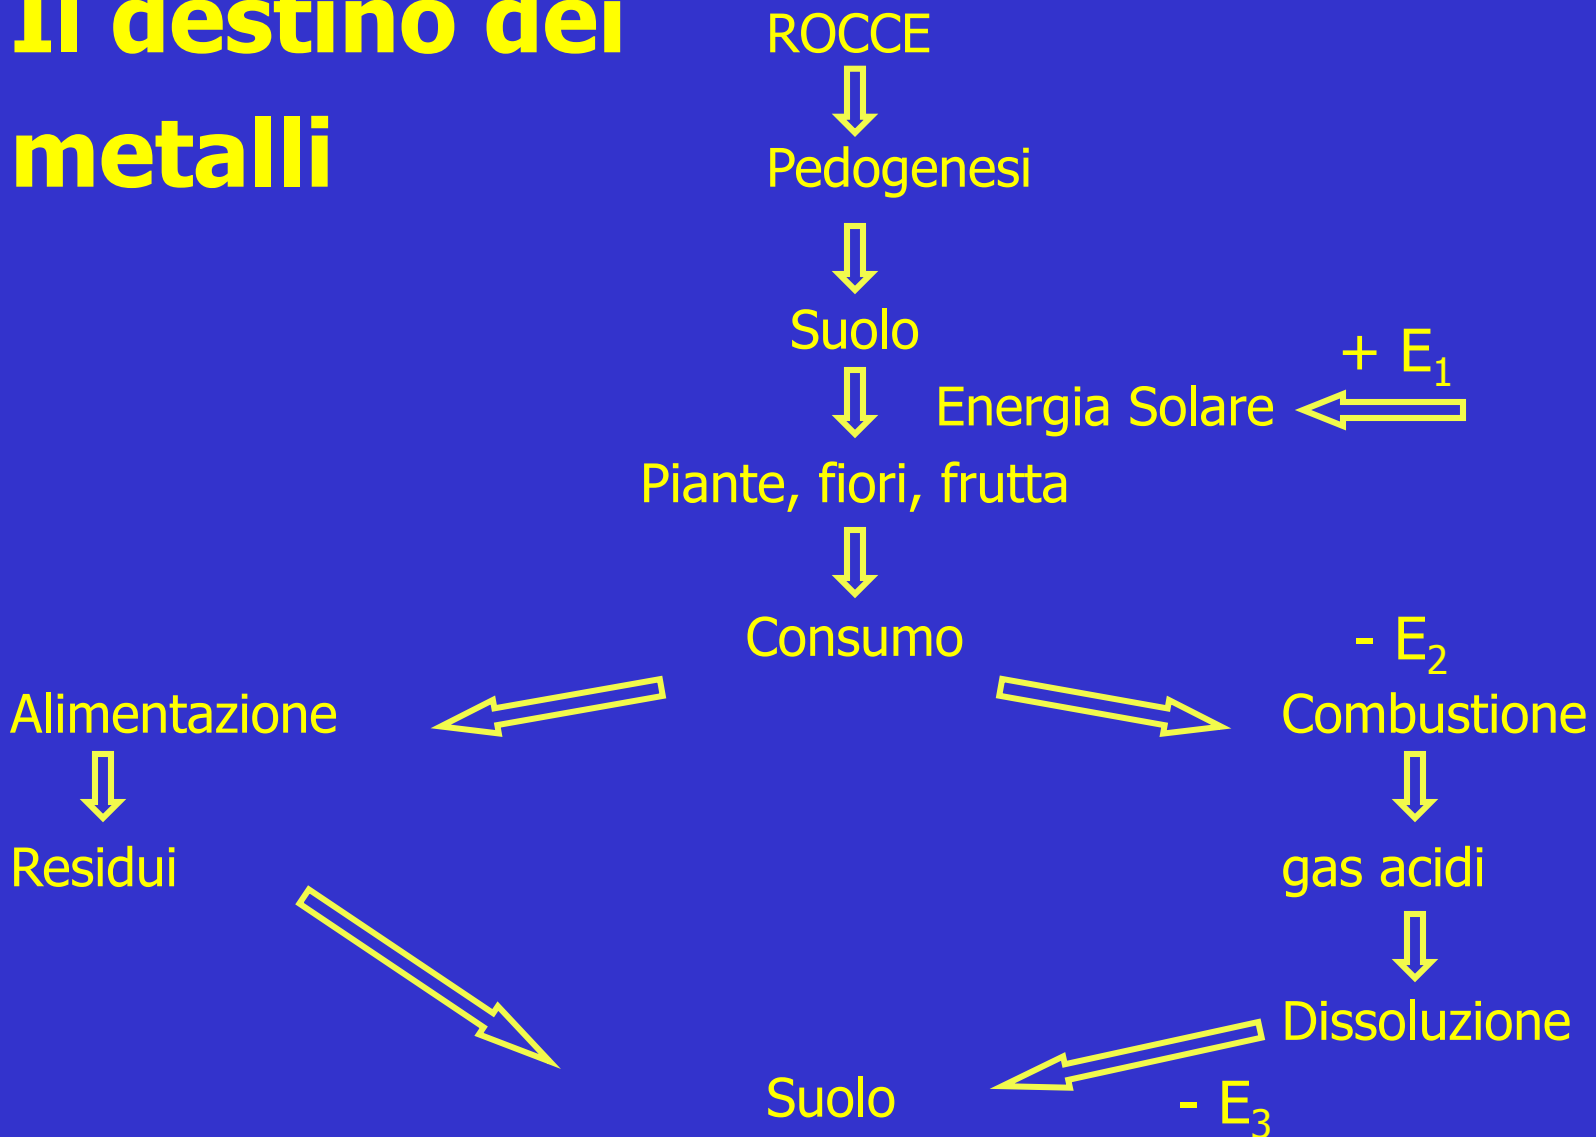 Il destino dei
metalli
ROCCE
Pedogenesi
Suolo
+ E₁
Energia Solare
Piante, fiori, frutta
Consumo
- E₂
Alimentazione
Combustione
Residui
gas acidi
Dissoluzione
Suolo
- E₃